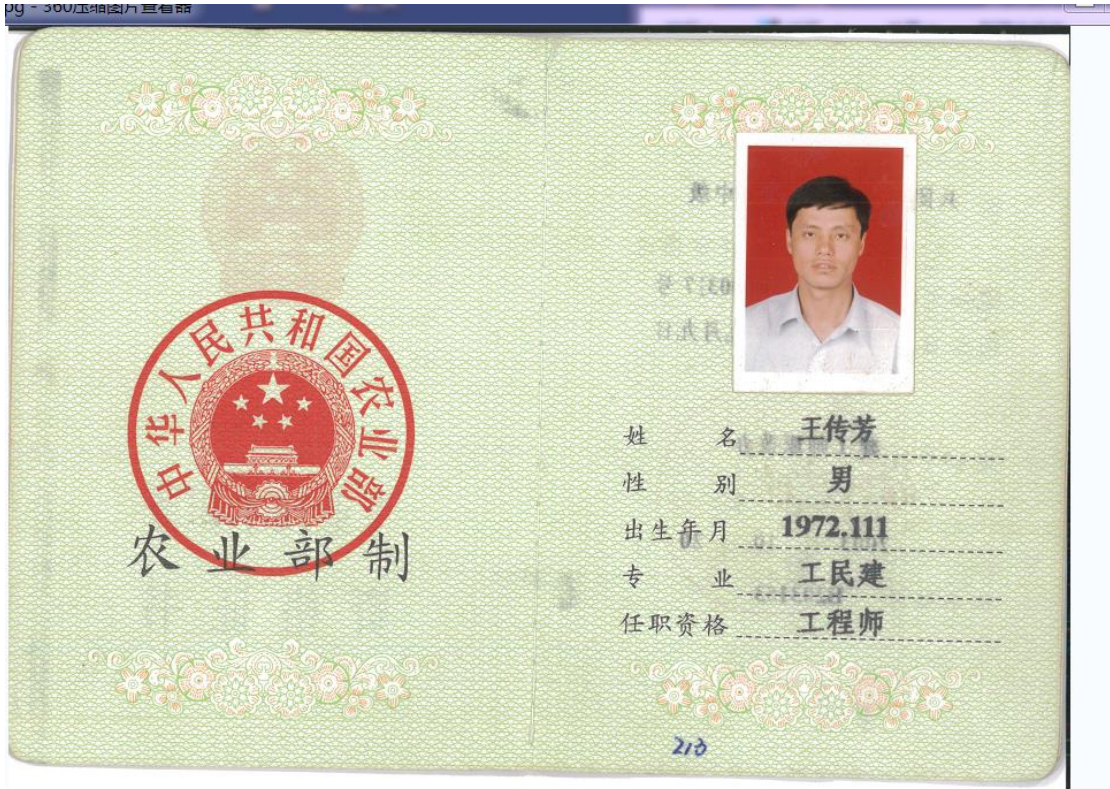 pg - 360压缩图片查看器
中华人民共和国农业部
农业部制
姓名 王传芳
性别 男
出生年月 1972.111
专业 工民建
任职资格 工程师
213